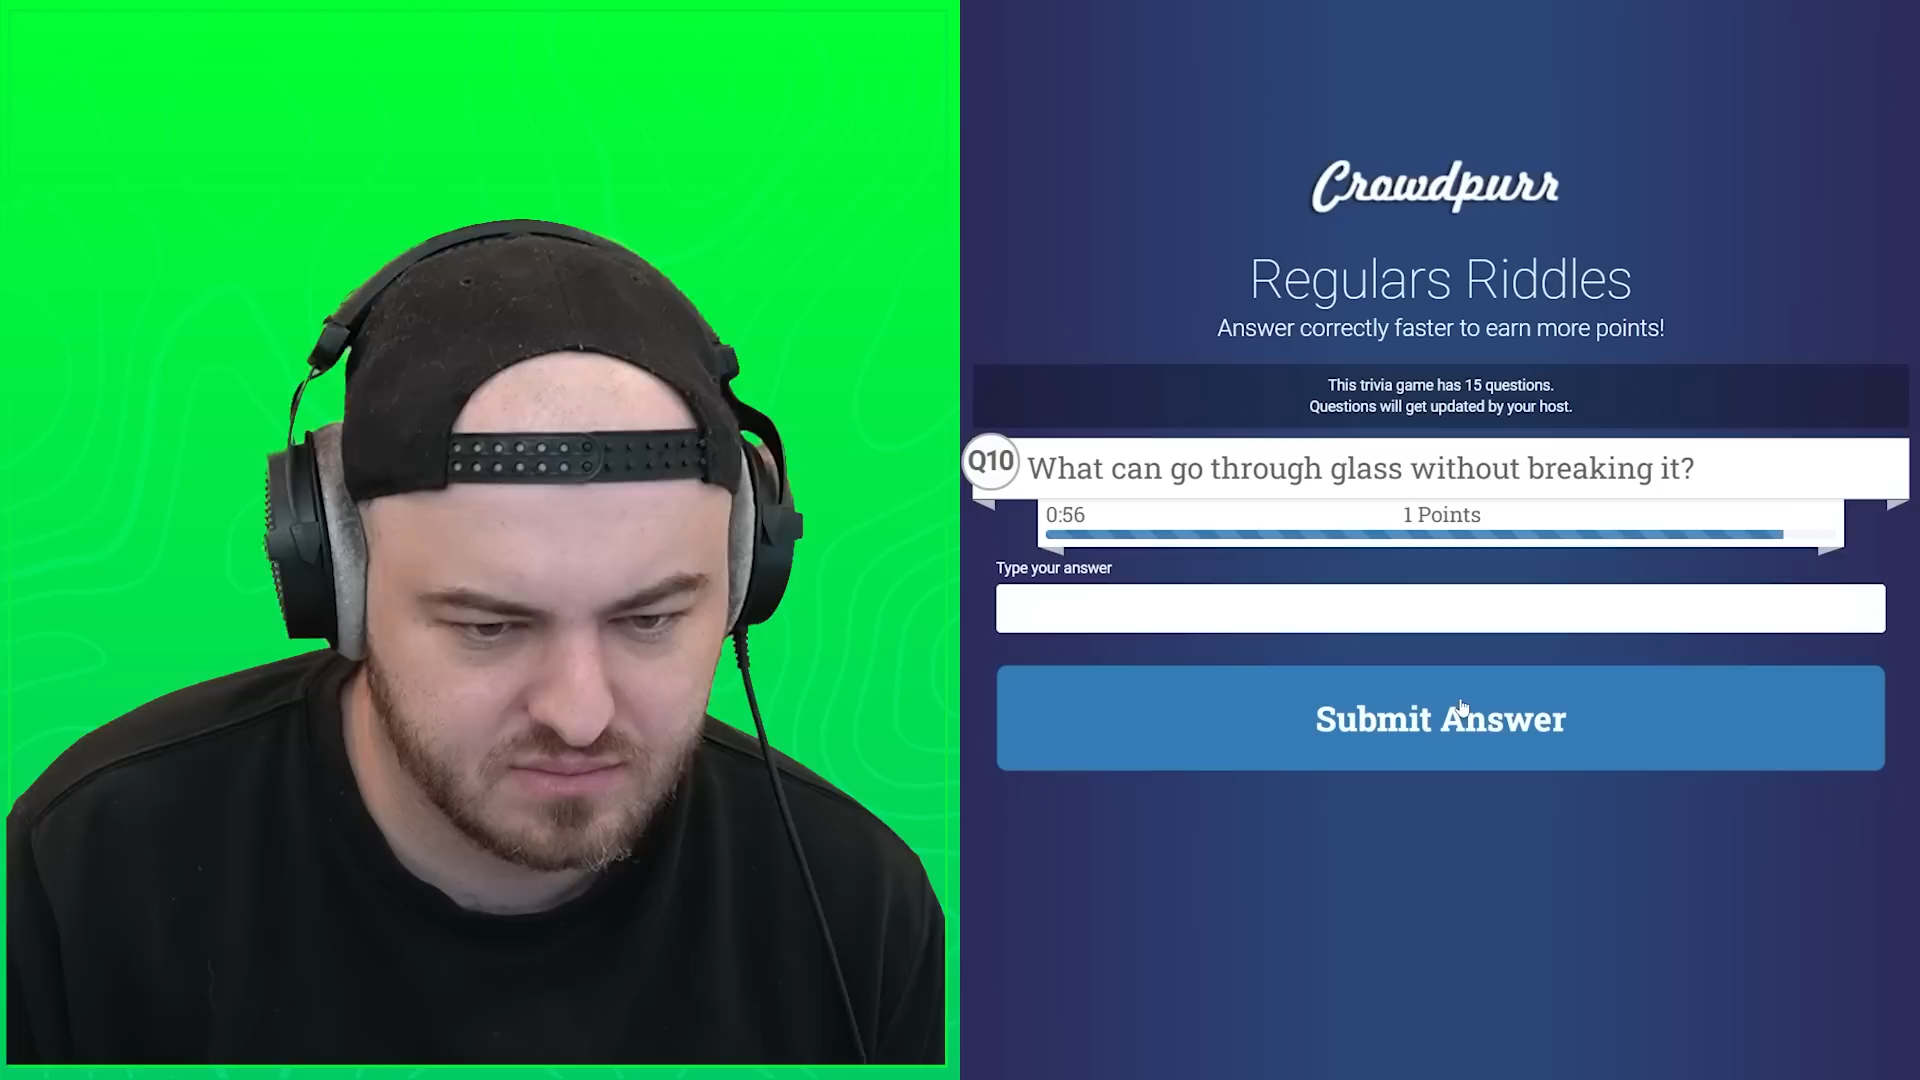 Crowdpurr
Regulars Riddles
Answer correctly faster to earn more points!
This trivia game has 15 questions.
Questions will get updated by your host.
Q10 What can go through glass without breaking it?
0:56 1 Points
Type your answer
Submit Answer